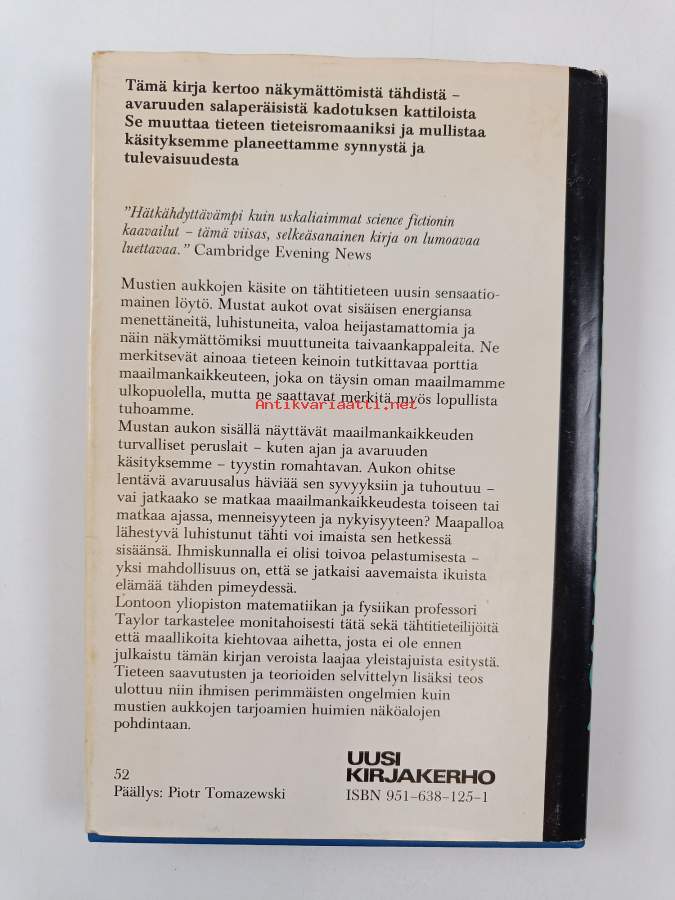 Tämä kirja kertoo näkymättömistä tähdistä –
avaruuden salaperäisistä kadotuksen kattiloista
Se muuttaa tieteen tieteisromaaniksi ja mullistaa
käsityksemme planeettamme synnystä ja
tulevaisuudesta
”Hätkähdyttävämpi kuin uskaliaimmat science fictionin
kaavailut – tämä viisas, selkeäsanainen kirja on lumoavaa
luettavaa.” Cambridge Evening News
Mustien aukkojen käsite on tähtitieteen uusin sensaatio-
mainen löytö. Mustat aukot ovat sisäisen energiansa
menettäneitä, luhistuneita, valoa heijastamattomia ja
näin näkymättömiksi muuttuneita taivaankappaleita. Ne
merkitsevät ainoaa tieteen keinoin tutkittavaa porttia
maailmankaikkeuteen, joka on täysin oman maailmamme
ulkopuolella, mutta ne saattavat merkitä myös lopullista
Antikvariaatti.net
tuhoamme.
Mustan aukon sisällä näyttävät maailmankaikkeuden
turvalliset peruslait – kuten ajan ja avaruuden
käsityksemme – tyystin romahtavan. Aukon ohitse
lentävä avaruusalus häviää sen syvyyksiin ja tuhoutuu –
vai jatkaako se matkaa maailmankaikkeudesta toiseen tai
matkaa ajassa, menneisyyteen ja nykyisyyteen? Maapalloa
lähestyvä luhistunut tähti voi imaista sen hetkessä
sisäänsä. Ihmiskunnalla ei olisi toivoa pelastumisesta –
yksi mahdollisuus on, että se jatkaisi aavemaista ikuista
elämää tähden pimeydessä.
Lontoon yliopiston matematiikan ja fysiikan professori
Taylor tarkastelee monitahoisesti tätä sekä tähtitieteilijöitä
että maallikoita kiehtovaa aihetta, josta ei ole ennen
julkaistu tämän kirjan veroista laajaa yleistajuista esitystä.
Tieteen saavutusten ja teorioiden selvittelyn lisäksi teos
ulottuu niin ihmisen perimmäisten ongelmien kuin
mustien aukkojen tarjoamien huimien näköalojen
pohdintaan.
UUSI
KIRJAKERHO
52
Päällys: Piotr Tomazewski
ISBN 951–638–125–1